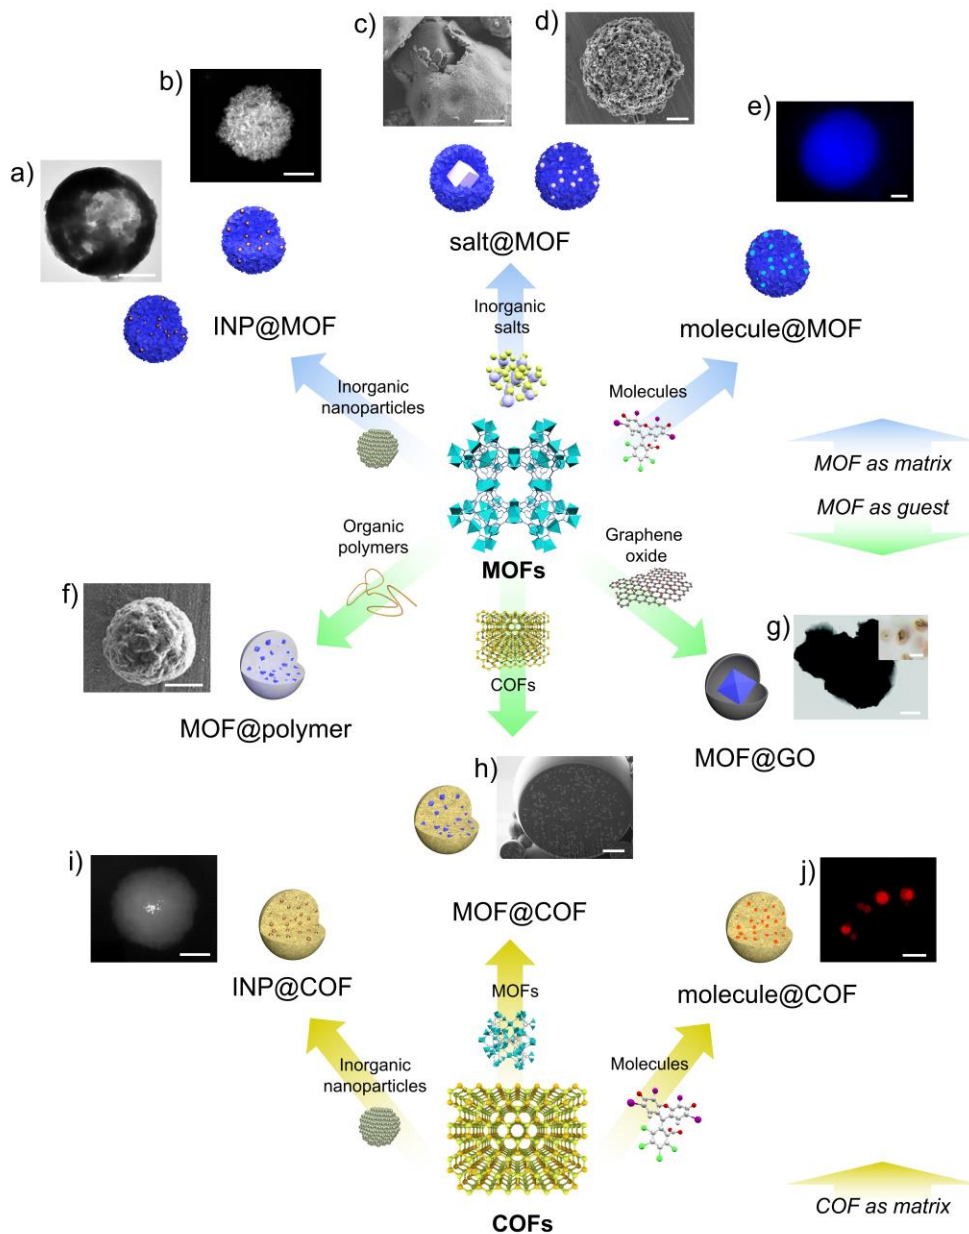 c)
d)
b)
e)
a)
salt@MOF
INP@MOF
Inorganic
salts
molecule@MOF
Inorganic
nanoparticles
Molecules
MOF as matrix
MOF as guest
Organic
polymers
Graphene
oxide
MOFs
f)
g)
COFs
MOF@polymer
MOF@GO
h)
i)
j)
MOF@COF
INP@COF
molecule@COF
MOFs
Inorganic
nanoparticles
Molecules
COF as matrix
COFs